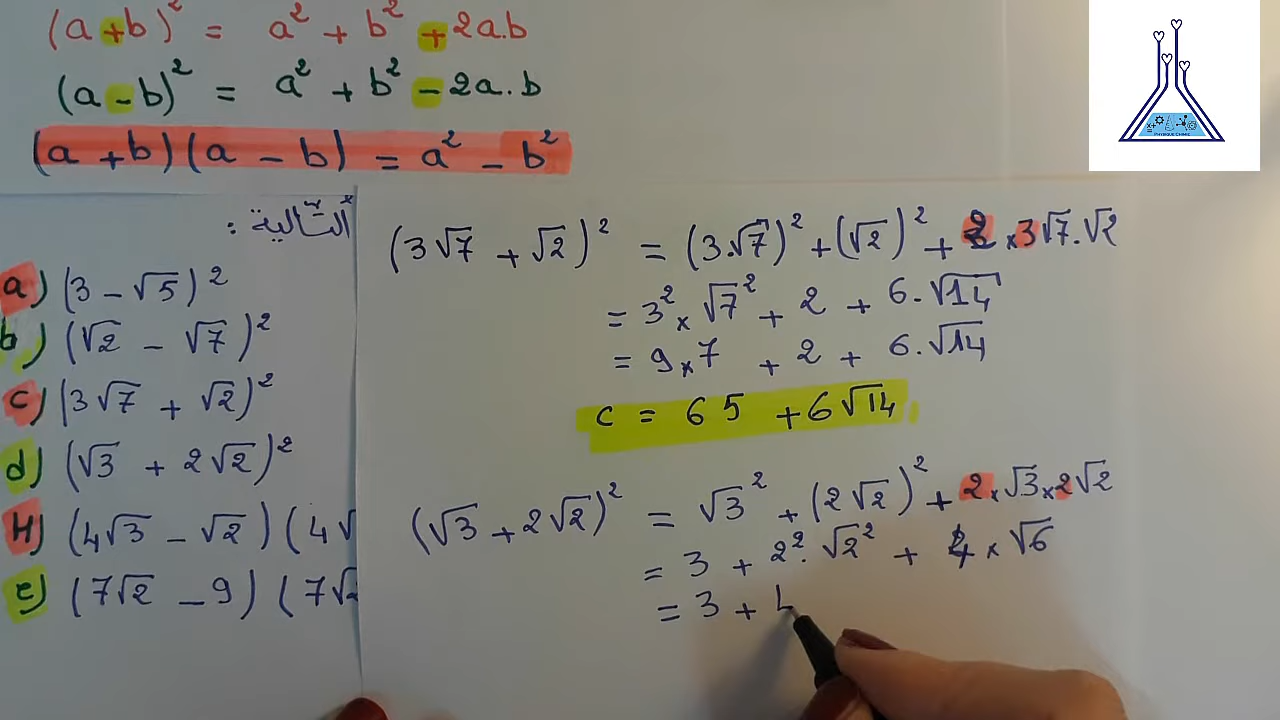 (a+b)² = a² + b² + 2a.b
(a-b)² = a² + b² - 2a.b
(a+b)(a-b) = a² - b²
التالية :
a) (3-√5)²
b) (√2 - √7)²
c) (3√7 + √2)²
d) (√3 + 2√2)²
H) (4√3 - √2)(4√
e) (7√2 - 9)(7√2
(3√7 + √2)² = (3.√7)² + (√2)² + 2×3√7.√2
= 3²×√7² + 2 + 6.√14
= 9×7 + 2 + 6.√14
c = 65 + 6√14
(√3 + 2√2)² = √3² + (2√2)² + 2×√3×2√2
= 3 + 2².√2² + 4×√6
= 3 + 4
PHYSIQUE CHIMIE